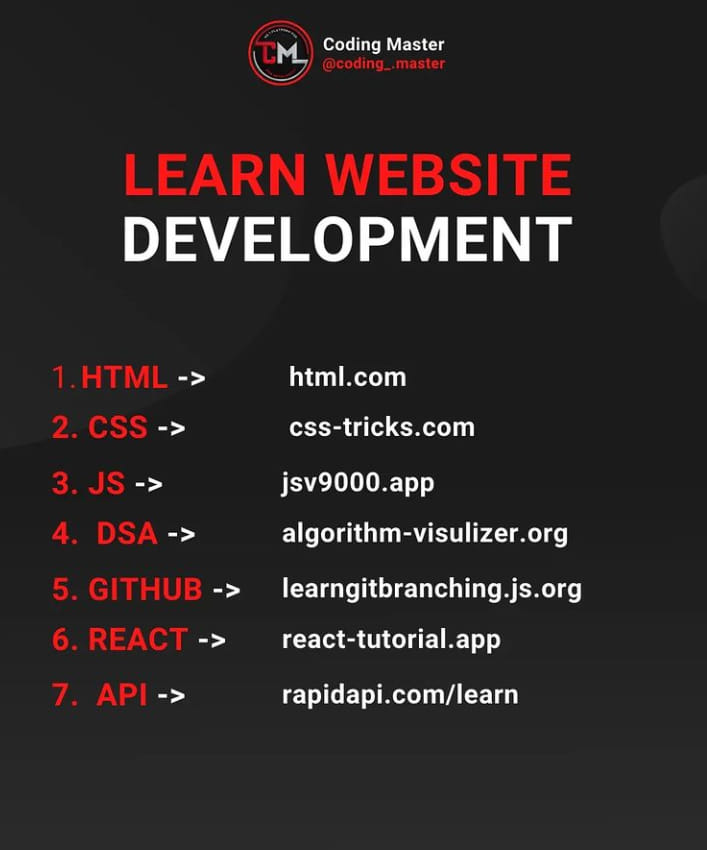 Coding Master
@coding_.master
LEARN WEBSITE
DEVELOPMENT
1. HTML -> html.com
2. CSS -> css-tricks.com
3. JS -> jsv9000.app
4. DSA -> algorithm-visulizer.org
5. GITHUB -> learngitbranching.js.org
6. REACT -> react-tutorial.app
7. API -> rapidapi.com/learn